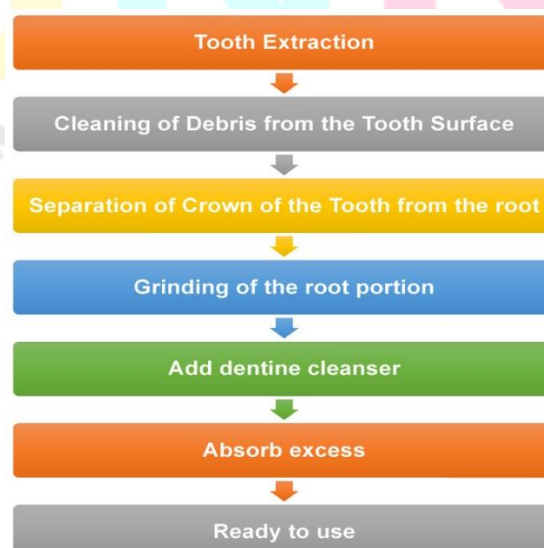 Tooth Extraction
Cleaning of Debris from the Tooth Surface
Separation of Crown of the Tooth from the root
Grinding of the root portion
Add dentine cleanser
Absorb excess
Ready to use